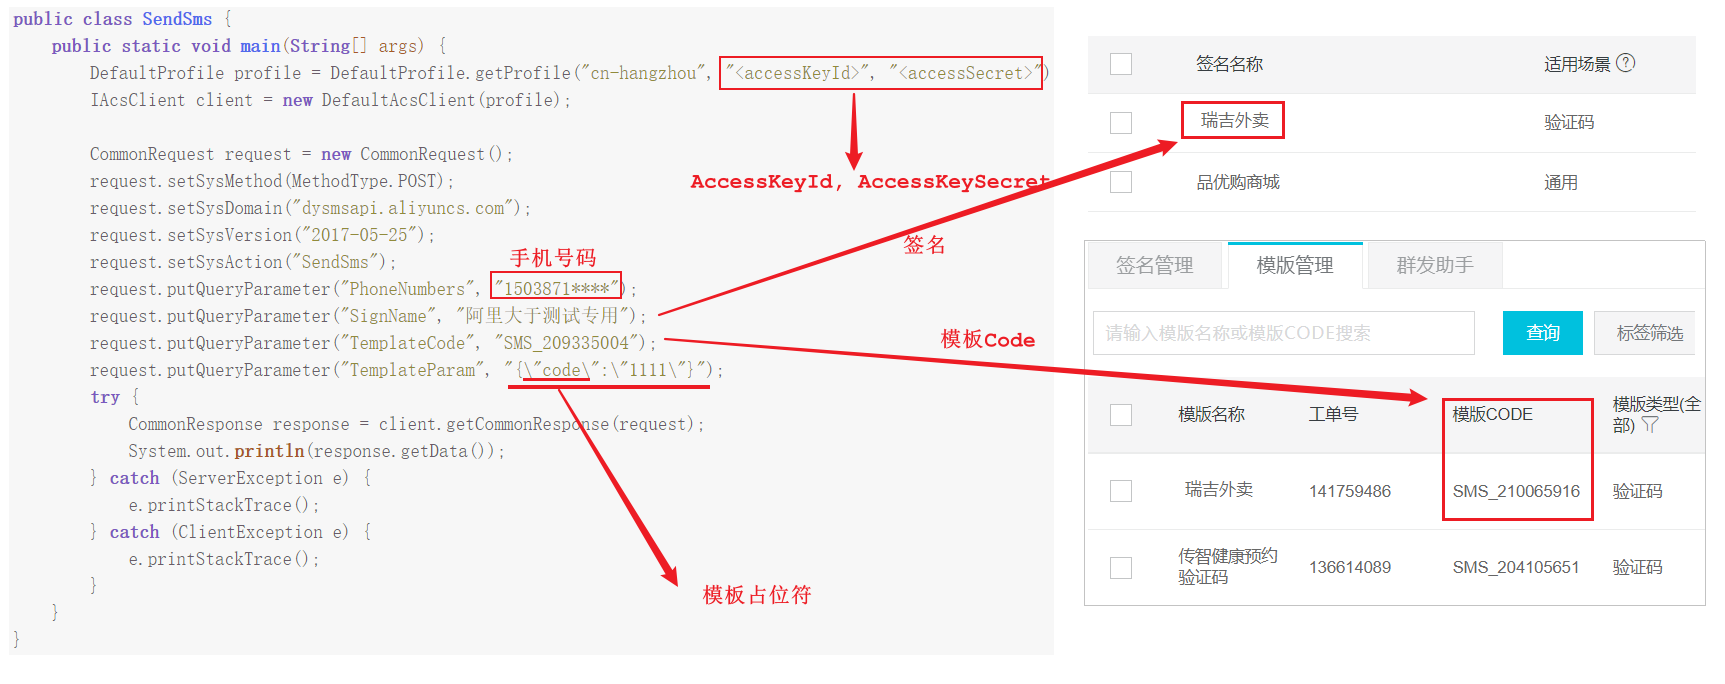 public class SendSms {
public static void main(String[] args) {
DefaultProfile profile = DefaultProfile.getProfile("cn-hangzhou", "<accessKeyId>", "<accessSecret>")
IAcsClient client = new DefaultAcsClient(profile);
AccessKeyId, AccessKeySecret
CommonRequest request = new CommonRequest();
request.setSysMethod(MethodType.POST);
request.setSysDomain("dysmsapi.aliyuncs.com");
request.setSysVersion("2017-05-25");
request.setSysAction("SendSms");
手机号码
签名
request.putQueryParameter("PhoneNumbers", "1503871****");
request.putQueryParameter("SignName", "阿里大于测试专用");
request.putQueryParameter("TemplateCode", "SMS_209335004");
模板Code
request.putQueryParameter("TemplateParam", "{\"code\":\"1111\"}");
try {
CommonResponse response = client.getCommonResponse(request);
System.out.println(response.getData());
} catch (ServerException e) {
e.printStackTrace();
} catch (ClientException e) {
e.printStackTrace();
}
}
}
模板占位符
签名名称 适用场景 ?
瑞吉外卖 验证码
品优购商城 通用
签名管理 模版管理 群发助手
请输入模版名称或模版CODE搜索 查询 标签筛选
模版名称 工单号 模版CODE 模版类型(全
部)
瑞吉外卖 141759486 SMS_210065916 验证码
传智健康预约
验证码 136614089 SMS_204105651 验证码